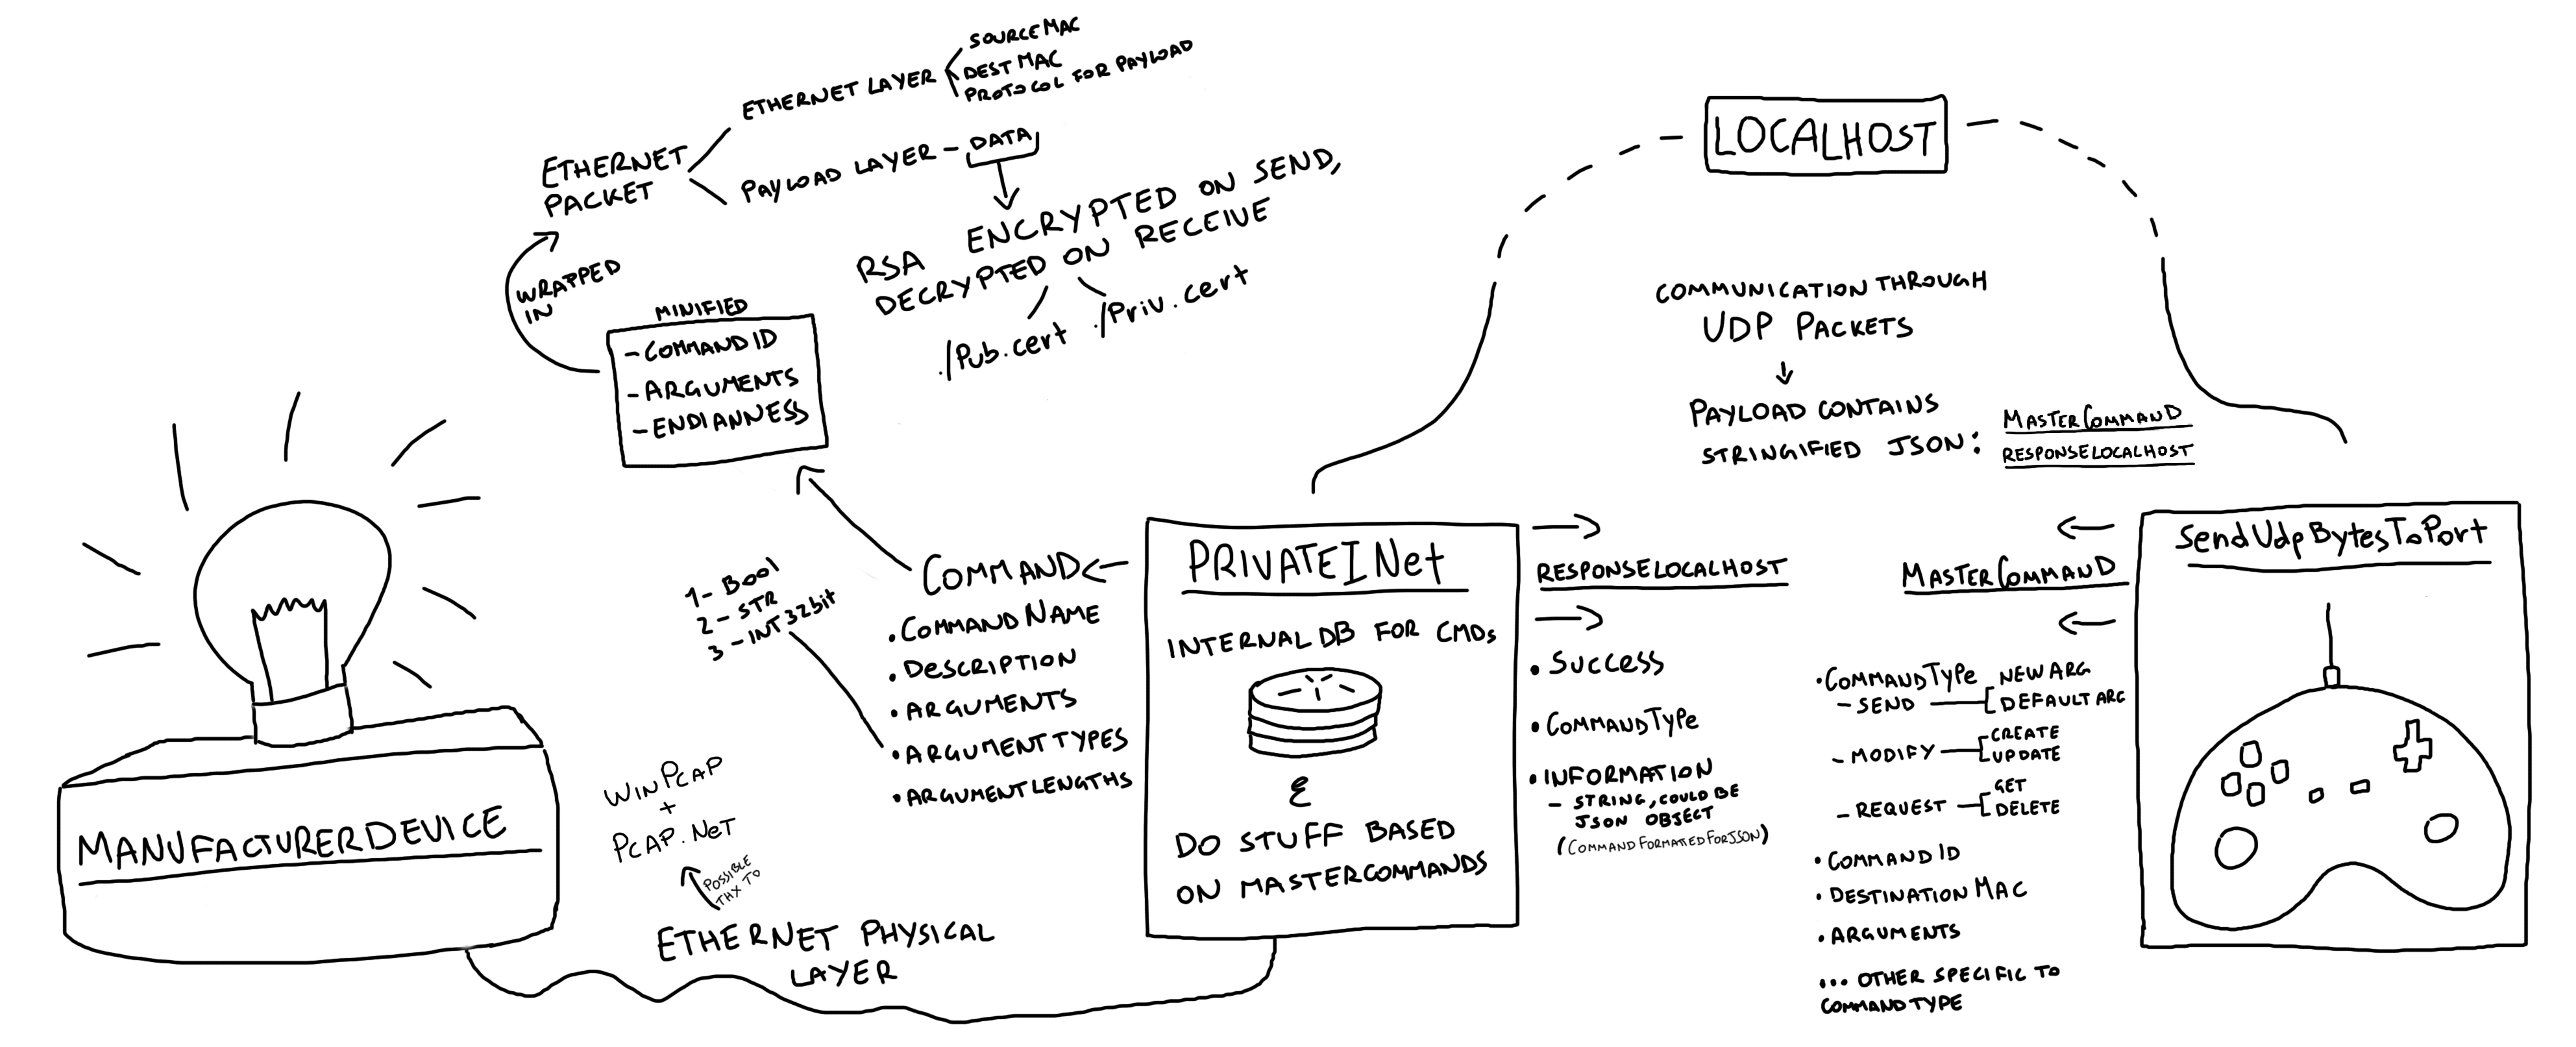 SOURCE MAC
ETHERNET LAYER
DEST MAC
PROTOCOL FOR PAYLOAD
ETHERNET
PACKET
PAYLOAD LAYER - DATA
RSA ENCRYPTED ON SEND,
DECRYPTED ON RECEIVE
./Pub.cert
./Priv.cert
WRAPPED
IN
MINIFIED
- COMMAND ID
- ARGUMENTS
- ENDIANNESS
LOCALHOST
COMMUNICATION THROUGH
UDP PACKETS
PAYLOAD CONTAINS
STRINGIFIED JSON:
MASTERCOMMAND
RESPONSELOCALHOST
MANUFACTURERDEVICE
1- Bool
2 - STR
3 - INT 32bit
COMMAND
• COMMAND NAME
• DESCRIPTION
• ARGUMENTS
• ARGUMENT TYPES
• ARGUMENT LENGTHS
WINPCAP
+
PCAP.NET
POSSIBLE
THX TO
ETHERNET PHYSICAL
LAYER
PRIVATEINet
INTERNAL DB FOR CMDs
&
DO STUFF BASED
ON MASTERCOMMANDS
RESPONSELOCALHOST
• SUCCESS
• COMMANDTYPE
• INFORMATION
- STRING, COULD BE
JSON OBJECT
(COMMANDFORMATEDFORJSON)
MASTERCOMMAND
• COMMANDTYPE
- SEND
NEW ARG
DEFAULT ARG
- MODIFY
CREATE
UPDATE
- REQUEST
GET
DELETE
• COMMAND ID
• DESTINATION MAC
• ARGUMENTS
... OTHER SPECIFIC TO
COMMANDTYPE
SendUdpBytesToPort